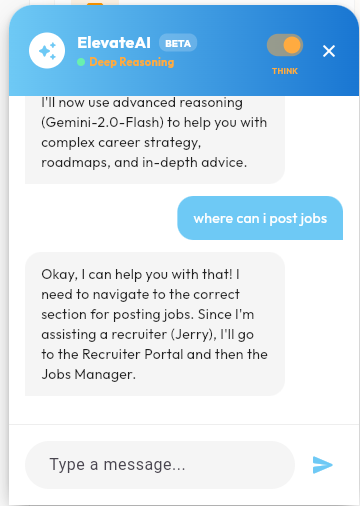 ElevateAI BETA
Deep Reasoning
THINK
I'll now use advanced reasoning
(Gemini-2.0-Flash) to help you with
complex career strategy,
roadmaps, and in-depth advice.
where can i post jobs
Okay, I can help you with that! I
need to navigate to the correct
section for posting jobs. Since I'm
assisting a recruiter (Jerry), I'll go
to the Recruiter Portal and then the
Jobs Manager.
Type a message...